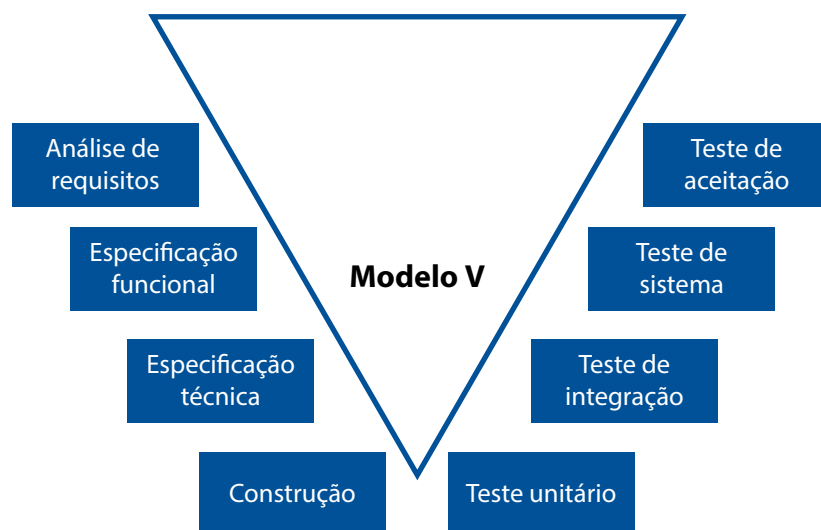 Análise de
requisitos
Teste de
aceitação
Especificação
funcional
Modelo V
Teste de
sistema
Especificação
técnica
Teste de
integração
Construção
Teste unitário